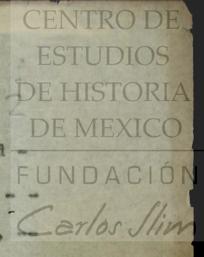 CENTRO DE
ESTUDIOS
DE HISTORIA
DE MEXICO
FUNDACIÓN
Carlos Slim